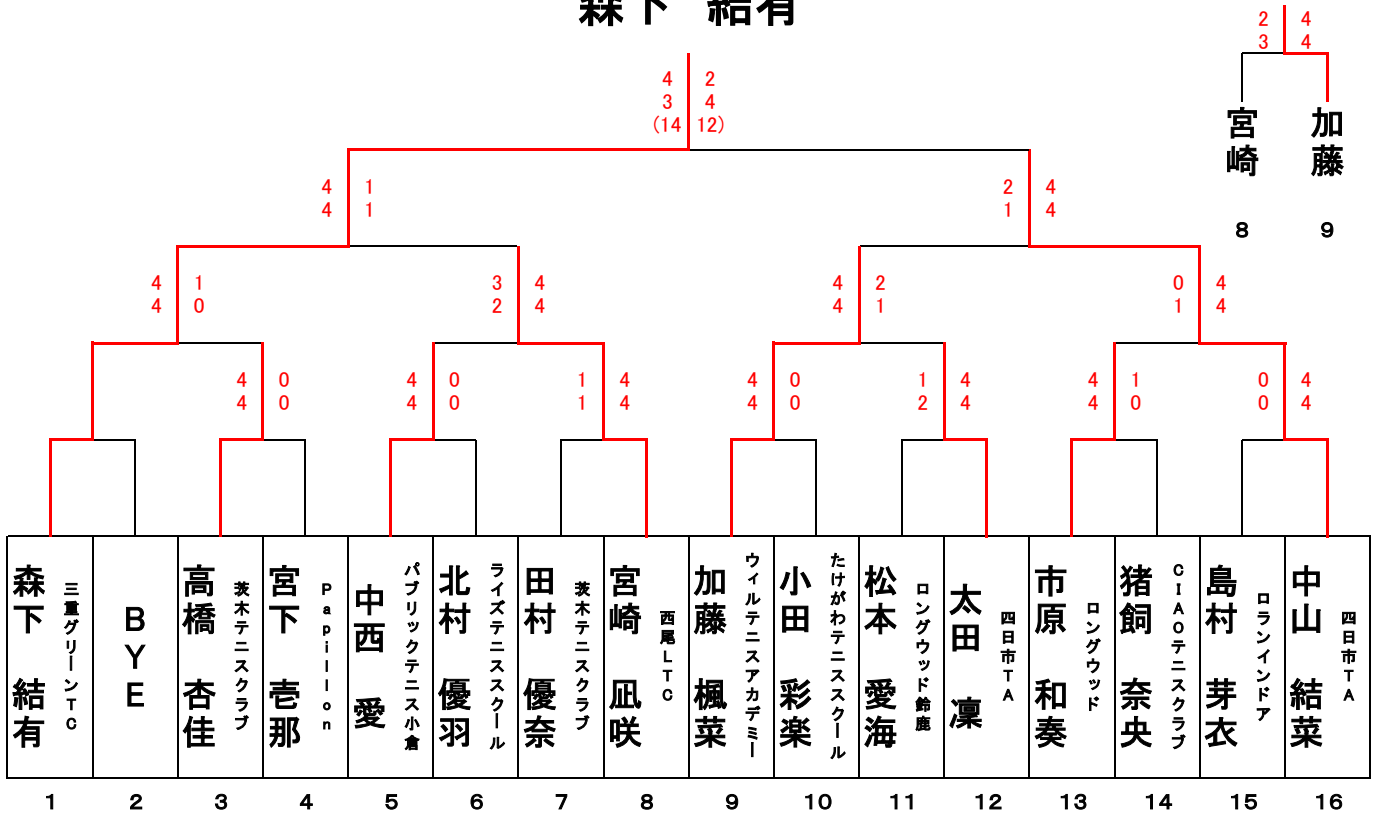 森下 結有
2 4
3 4
宮崎 加藤
8 9
4 2
3 4
(14 12)
4 1 2 4
4 1 1 4
4 1 3 4 4 2 0 4
4 0 2 4 4 1 1 4
4 0 4 0 1 4 4 0 1 4 4 1 0 4
4 0 4 0 1 4 4 0 2 4 4 0 0 4
森下 結有 三重グリーンTC
BYE
高橋 杏佳 茨木テニスクラブ
宮下 壱那 Papillon
中西 愛 パブリックテニス小倉
北村 優羽 ライズテニススクール
田村 優奈 茨木テニスクラブ
宮崎 凪咲 西尾LTC
加藤 楓菜 ウィルテニスアカデミー
小田 彩楽 たけがわテニススクール
松本 愛海 ロングウッド鈴鹿
太田 凜 四日市TA
市原 和奏 ロングウッド
猪飼 奈央 CIAOテニスクラブ
島村 芽衣 ロランインドア
中山 結菜 四日市TA
1 2 3 4 5 6 7 8 9 10 11 12 13 14 15 16